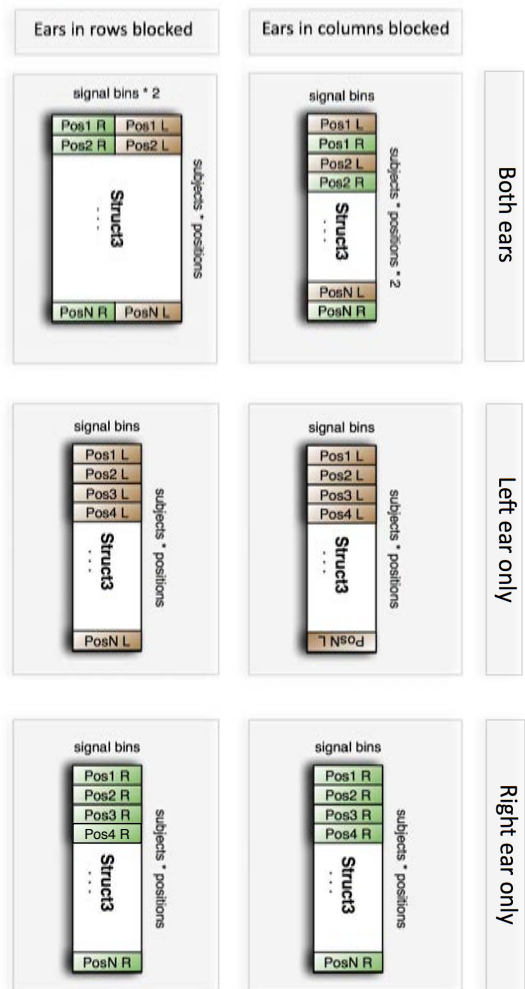 Ears in rows blocked
Ears in columns blocked
Both ears
signal bins * 2
Pos1 R Pos1 L
Pos2 R Pos2 L
Struct3
. . .
PosN R PosN L
subjects * positions
signal bins
Pos1 L
Pos1 R
Pos2 L
Pos2 R
Struct3
. . .
PosN L
PosN R
subjects * positions * 2
Left ear only
signal bins
Pos1 L
Pos2 L
Pos3 L
Pos4 L
Struct3
. . .
PosN L
subjects * positions
signal bins
Pos1 L
Pos2 L
Pos3 L
Pos4 L
Struct3
. . .
PosN L
subjects * positions
Right ear only
signal bins
Pos1 R
Pos2 R
Pos3 R
Pos4 R
Struct3
. . .
PosN R
subjects * positions
signal bins
Pos1 R
Pos2 R
Pos3 R
Pos4 R
Struct3
. . .
PosN R
subjects * positions